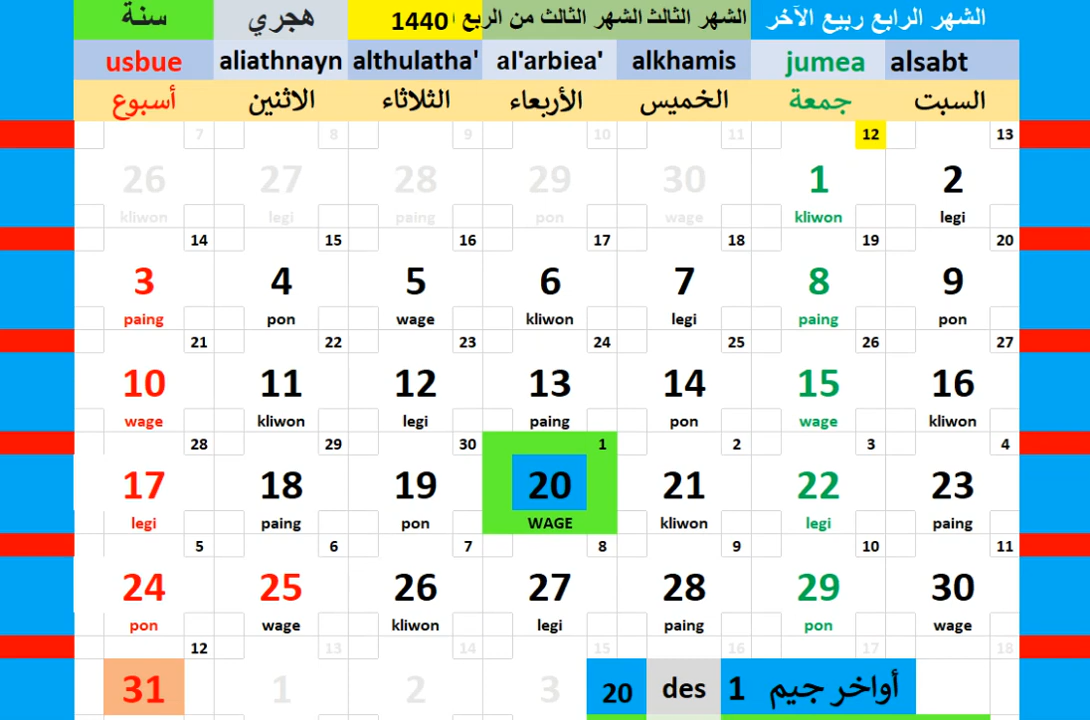 سنة هجري 1440 الشهر الثالث الشهر الثالث من الربع ا الشهر الرابع ربيع الآخر
usbue aliathnayn althulatha' al'arbiea' alkhamis jumea alsabt
أسبوع الاثنين الثلاثاء الأربعاء الخميس جمعة السبت
7 8 9 10 11 12 13
26 27 28 29 30 1 2
kliwon legi paing pon wage kliwon legi
14 15 16 17 18 19 20
3 4 5 6 7 8 9
paing pon wage kliwon legi paing pon
21 22 23 24 25 26 27
10 11 12 13 14 15 16
wage kliwon legi paing pon wage kliwon
28 29 30 1 2 3 4
17 18 19 20 21 22 23
legi paing pon WAGE kliwon legi paing
5 6 7 8 9 10 11
24 25 26 27 28 29 30
pon wage kliwon legi paing pon wage
12 13 14 15 16 17 18
31 1 2 3 20 des 1 أواخر جيم